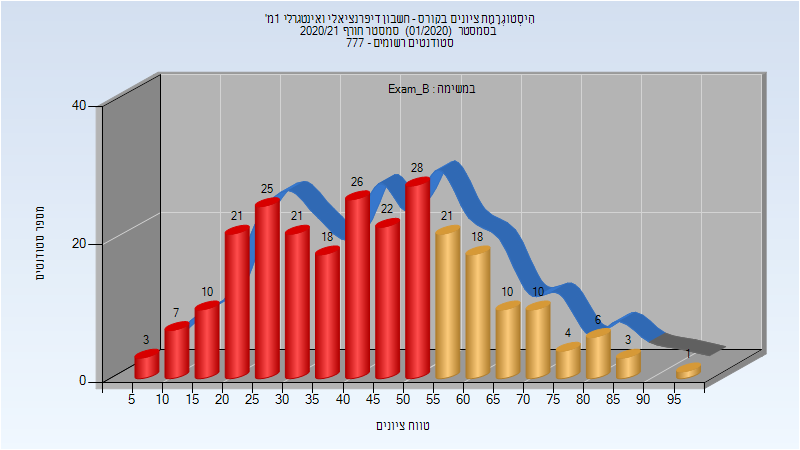 היסטוגרמת ציונים בקורס - חשבון דיפרנציאלי ואינטגרלי 1מ'
בסמסטר (01/2020) סמסטר חורף 2020/21
סטודנטים רשומים - 777
במשימה : Exam_B
40
20
0
מספר סטודנטים
3 7 10 21 25 21 18 26 22 28 21 18 10 10 4 6 3 1
5 10 15 20 25 30 35 40 45 50 55 60 65 70 75 80 85 90 95
טווח ציונים